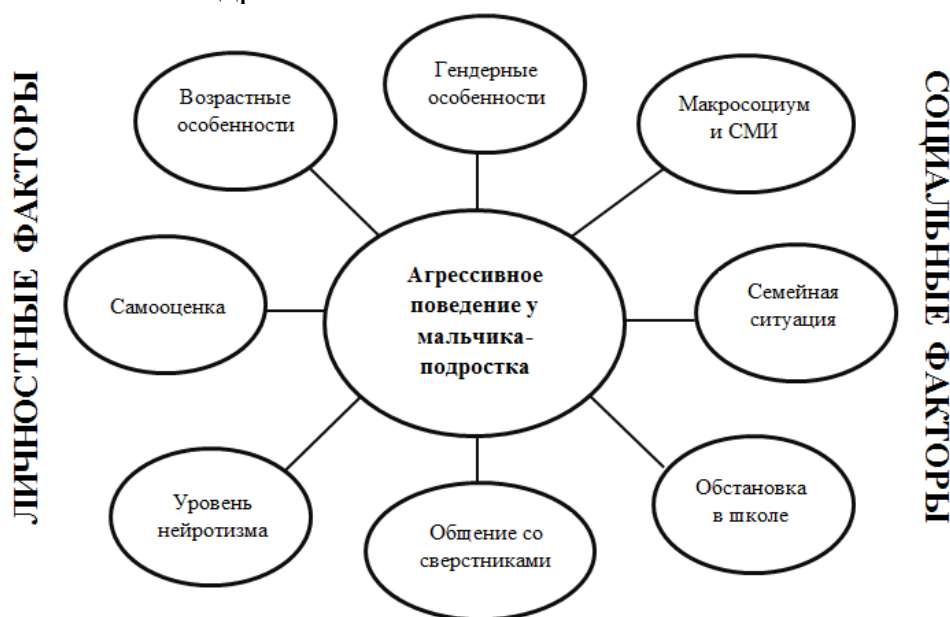 ЛИЧНОСТНЫЕ ФАКТОРЫ
Возрастные
особенности
Гендерные
особенности
Макросоциум
и СМИ
Самооценка
Агрессивное
поведение у
мальчика-
подростка
Семейная
ситуация
Уровень
нейротизма
Общение со
сверстниками
Обстановка
в школе
СОЦИАЛЬНЫЕ ФАКТОРЫ